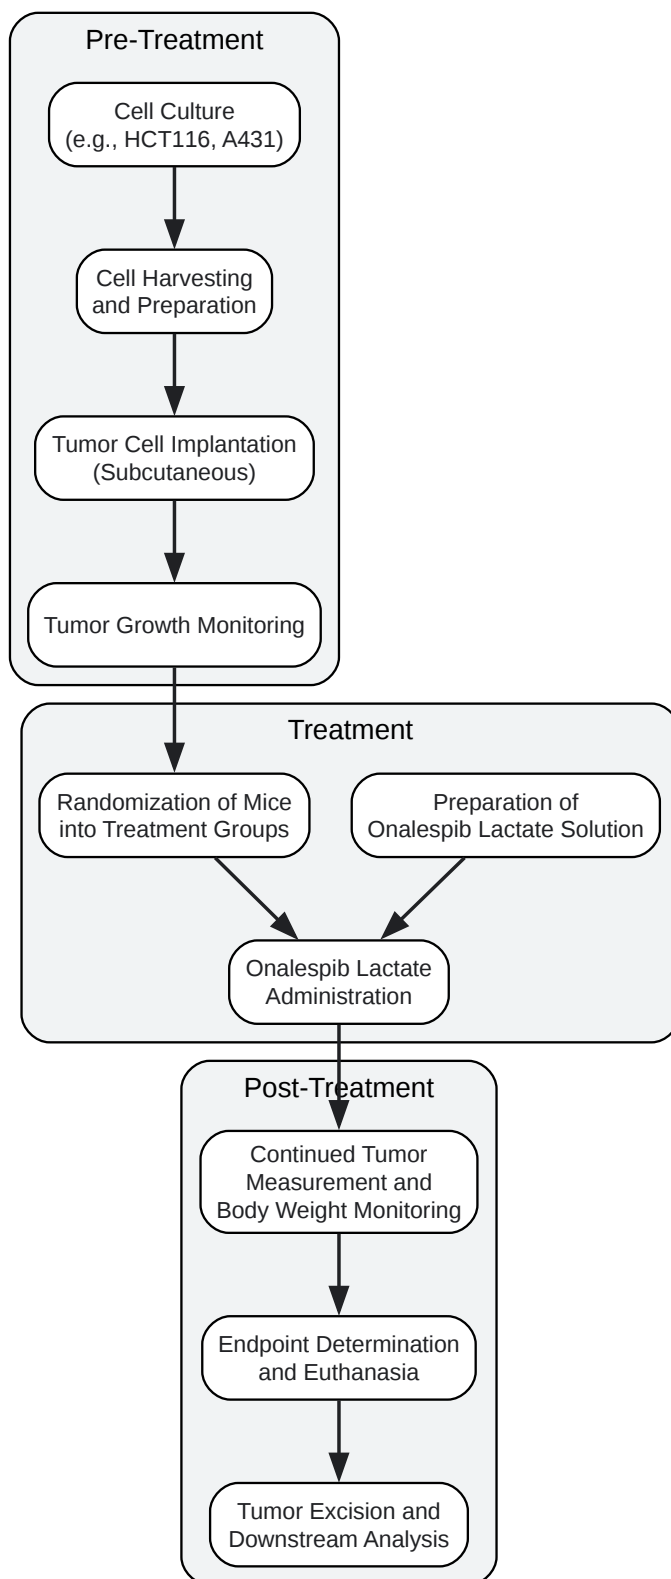 Pre-Treatment
Cell Culture
(e.g., HCT116, A431)
Cell Harvesting
and Preparation
Tumor Cell Implantation
(Subcutaneous)
Tumor Growth Monitoring
Treatment
Randomization of Mice
into Treatment Groups
Preparation of
Onalespib Lactate Solution
Onalespib Lactate
Administration
Post-Treatment
Continued Tumor
Measurement and
Body Weight Monitoring
Endpoint Determination
and Euthanasia
Tumor Excision and
Downstream Analysis